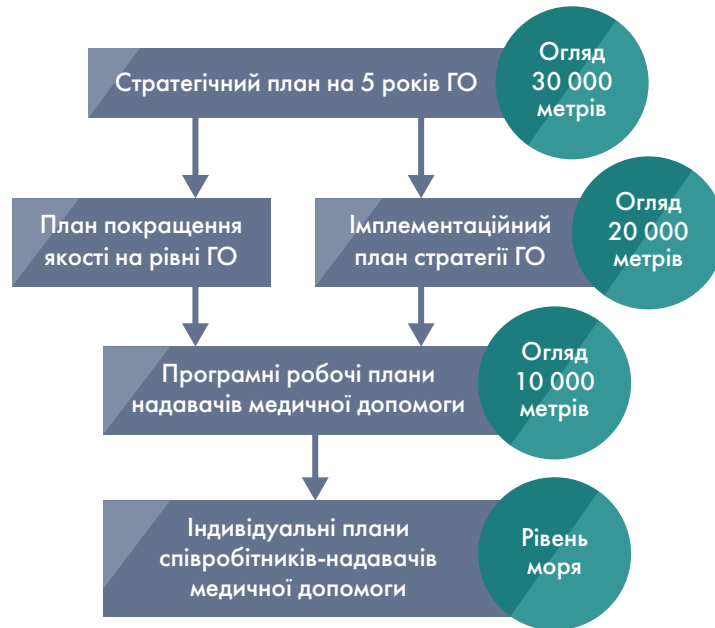 Стратегічний план на 5 років ГО
Огляд
30 000
метрів
План покращення
якості на рівні ГО
Імплементаційний
план стратегії ГО
Огляд
20 000
метрів
Програмні робочі плани
надавачів медичної допомоги
Огляд
10 000
метрів
Індивідуальні плани
співробітників-надавачів
медичної допомоги
Рівень
моря